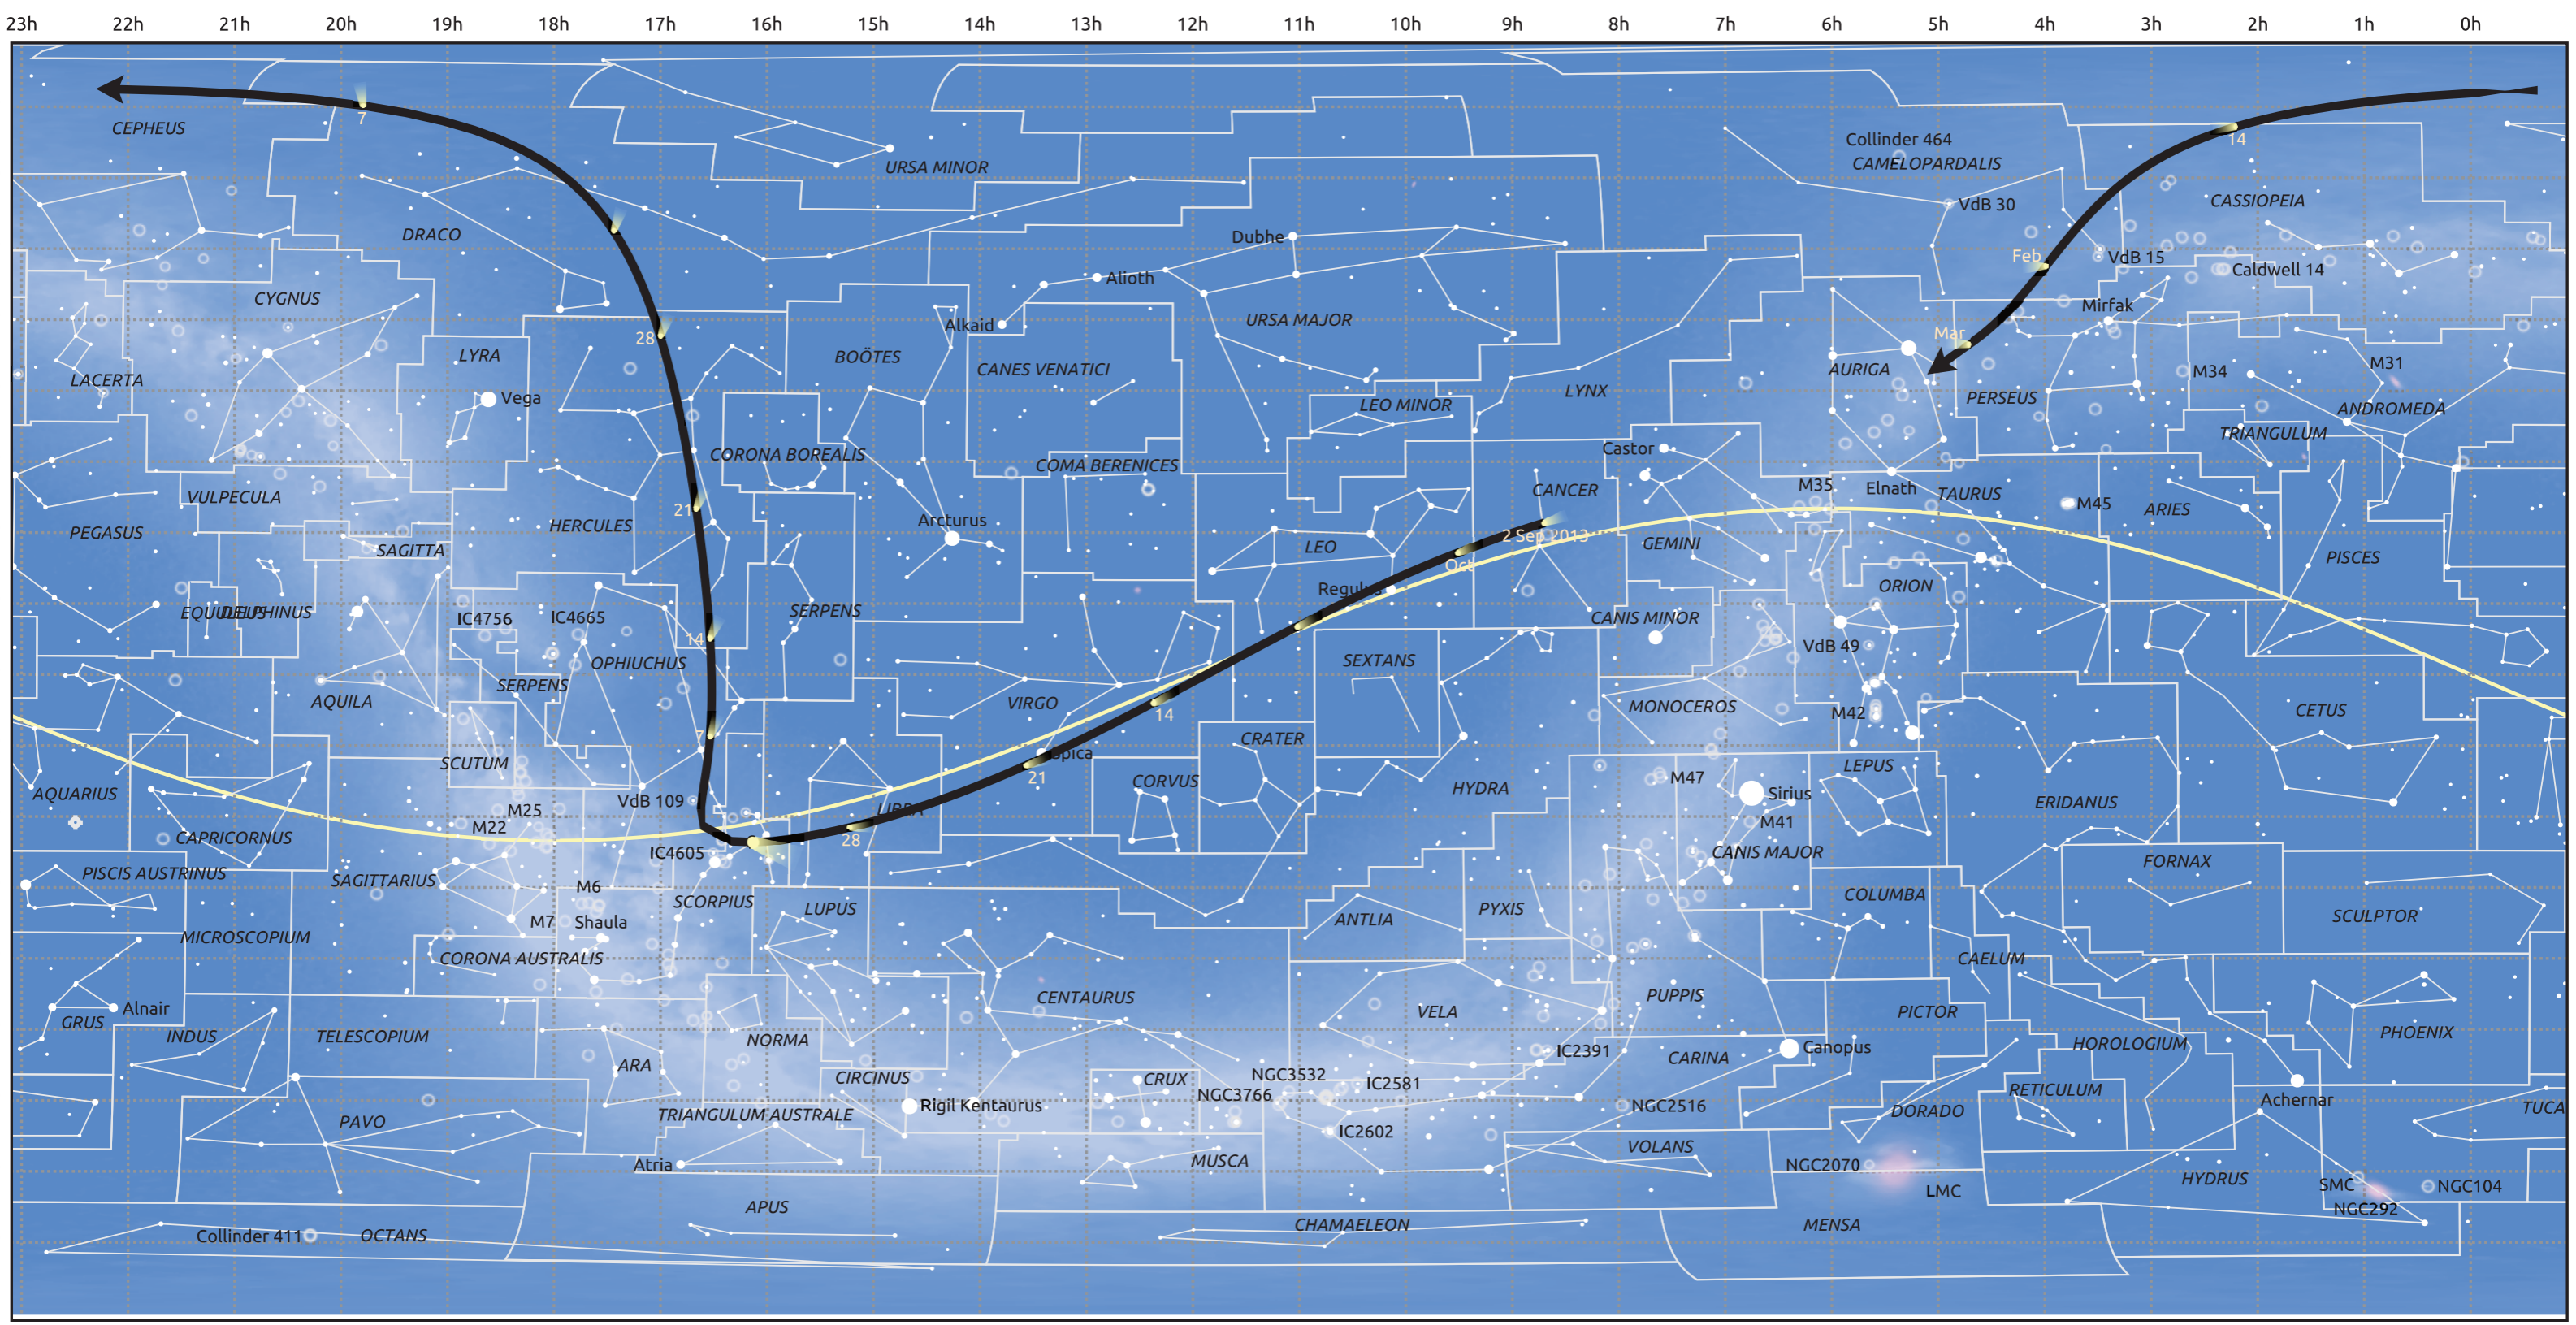 23h 22h 21h 20h 19h 18h 17h 16h 15h 14h 13h 12h 11h 10h 9h 8h 7h 6h 5h 4h 3h 2h 1h 0h
7
CEPHEUS
URSA MINOR
Collinder 464
CAMELOPARDALIS
14
CASSIOPEIA
VdB 30
DRACO
Dubhe
Feb
VdB 15
Caldwell 14
Alioth
CYGNUS
Mirfak
28
Alkaid
URSA MAJOR
Mar
LYRA
BOÖTES
CANES VENATICI
AURIGA
M34
M31
LACERTA
LYNX
PERSEUS
Vega
LEO MINOR
ANDROMEDA
TRIANGULUM
CORONA BOREALIS
COMA BERENICES
Castor
VULPECULA
CANCER
M35
Elnath
TAURUS
M45
ARIES
21
PEGASUS
HERCULES
Arcturus
2 Sep 2013
SAGITTA
LEO
Oct
GEMINI
PISCES
Regulus
ORION
EQUULEUS
DELPHINUS
IC4756
IC4665
SERPENS
CANIS MINOR
14
OPHIUCHUS
SEXTANS
VdB 49
SERPENS
AQUILA
VIRGO
14
MONOCEROS
M42
CETUS
7
CRATER
Spica
SCUTUM
21
CORVUS
HYDRA
M47
LEPUS
AQUARIUS
VdB 109
LIBRA
Sirius
ERIDANUS
M25
M22
M41
CAPRICORNUS
28
IC4605
CANIS MAJOR
FORNAX
PISCIS AUSTRINUS
SAGITTARIUS
M6
SCORPIUS
LUPUS
PYXIS
COLUMBA
M7
Shaula
ANTLIA
SCULPTOR
MICROSCOPIUM
CORONA AUSTRALIS
CAELUM
CENTAURUS
PUPPIS
Alnair
GRUS
INDUS
TELESCOPIUM
NORMA
VELA
PICTOR
PHOENIX
HOROLOGIUM
ARA
IC2391
CARINA
Canopus
CIRCINUS
CRUX
NGC3532
IC2581
NGC3766
RETICULUM
Achernar
TRIANGULUM AUSTRALE
Rigil Kentaurus
NGC2516
DORADO
TUCA
PAVO
IC2602
Atria
MUSCA
VOLANS
NGC2070
LMC
HYDRUS
SMC
NGC104
NGC292
APUS
Collinder 411
OCTANS
CHAMAELEON
MENSA